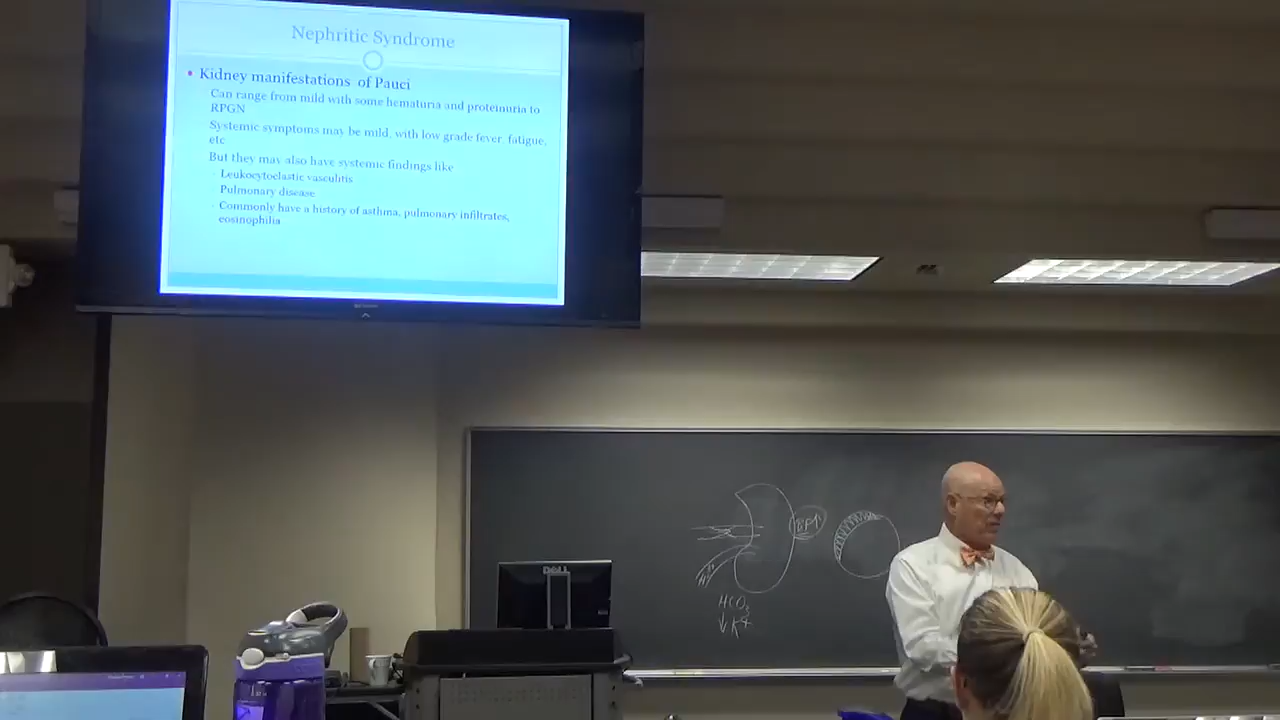 Nephritic Syndrome
Kidney manifestations of Pauci
Can range from mild with some hematuria and proteinuria to
RPGN
Systemic symptoms may be mild, with low grade fever, fatigue,
etc
But they may also have systemic findings like
Leukocytoclastic vasculitis
Pulmonary disease
Commonly have a history of asthma, pulmonary infiltrates,
eosinophilia
BP↑
HCO3
↓K+
DELL